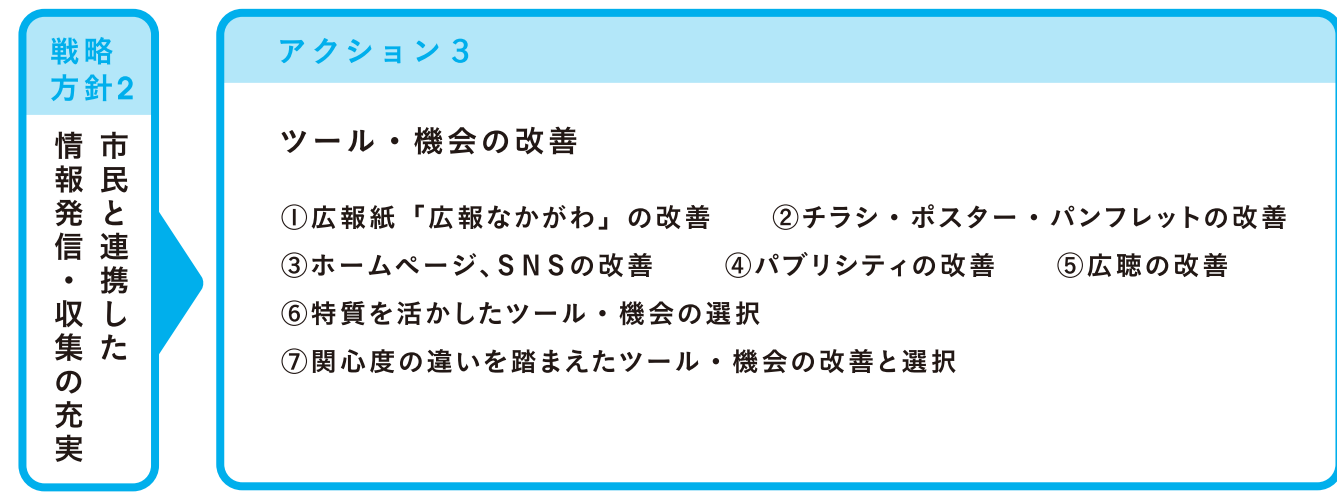 戦略
方針2
市民と連携した
情報発信・収集の充実
アクション3
ツール・機会の改善
①広報紙「広報なかがわ」の改善 ②チラシ・ポスター・パンフレットの改善
③ホームページ、SNSの改善 ④パブリシティの改善 ⑤広聴の改善
⑥特質を活かしたツール・機会の選択
⑦関心度の違いを踏まえたツール・機会の改善と選択